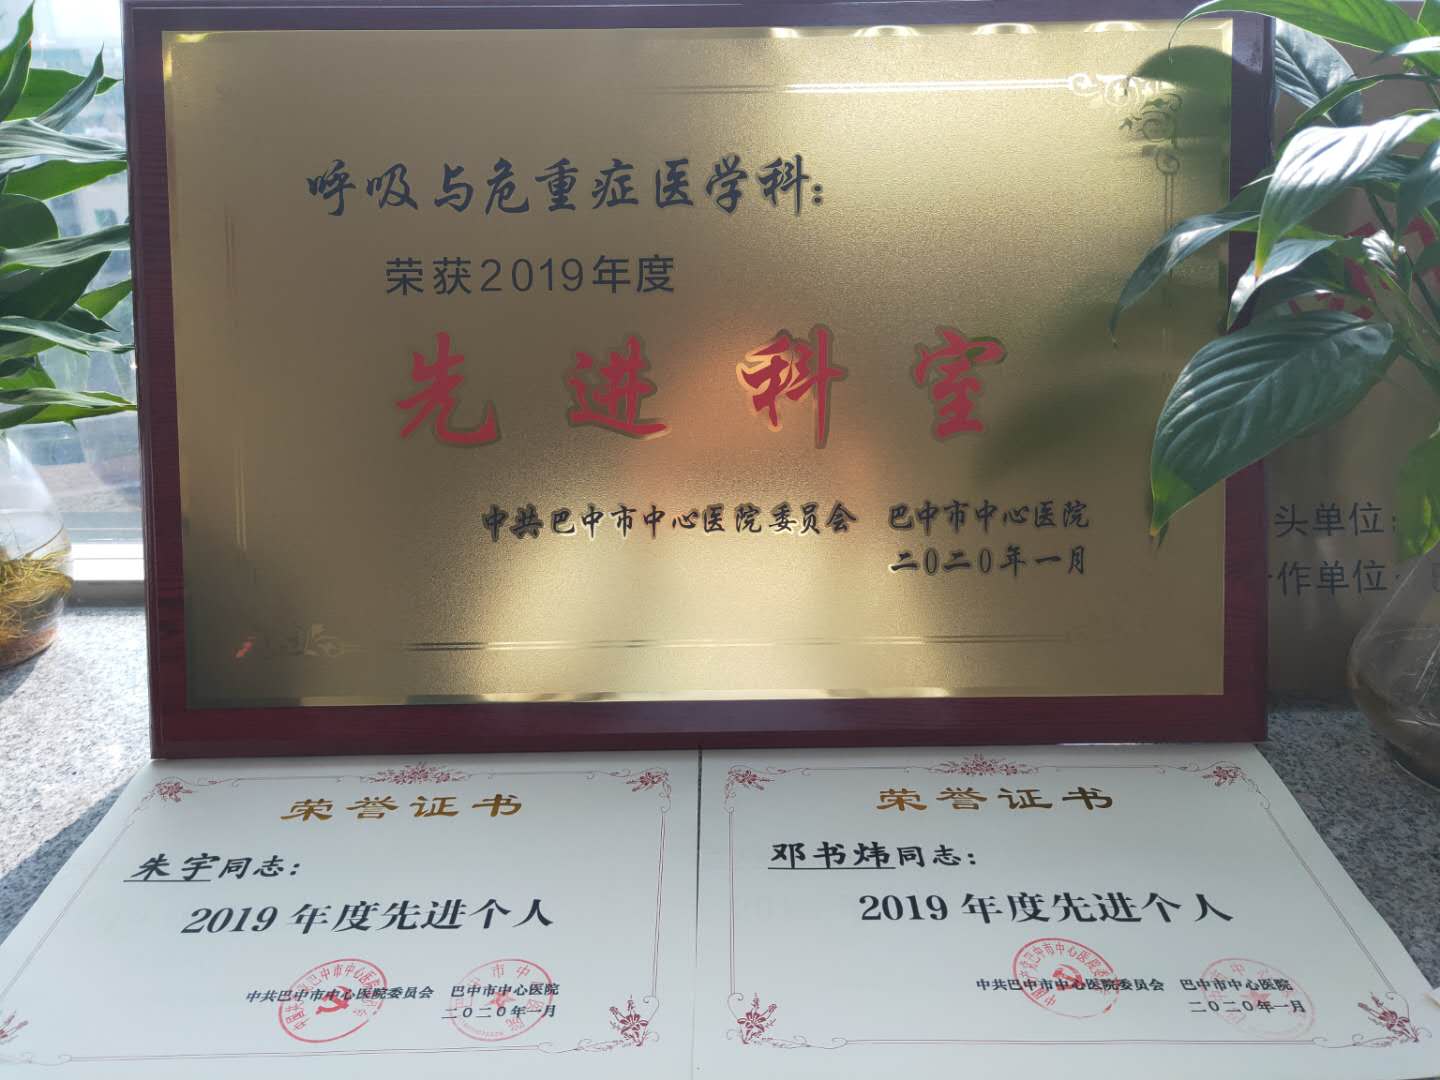 呼吸与危重症医学科:
荣获2019年度
先进科室
中共巴中市中心医院委员会 巴中市中心医院
二〇二〇年一月
头单位:
作单位
荣誉证书
朱宇同志:
2019年度先进个人
中共巴中市中心医院委员会 巴中市中心医院
二〇二〇年一月
荣誉证书
邓书炜同志:
2019年度先进个人
中共巴中市中心医院委员会 巴中市中心医院
二〇二〇年一月